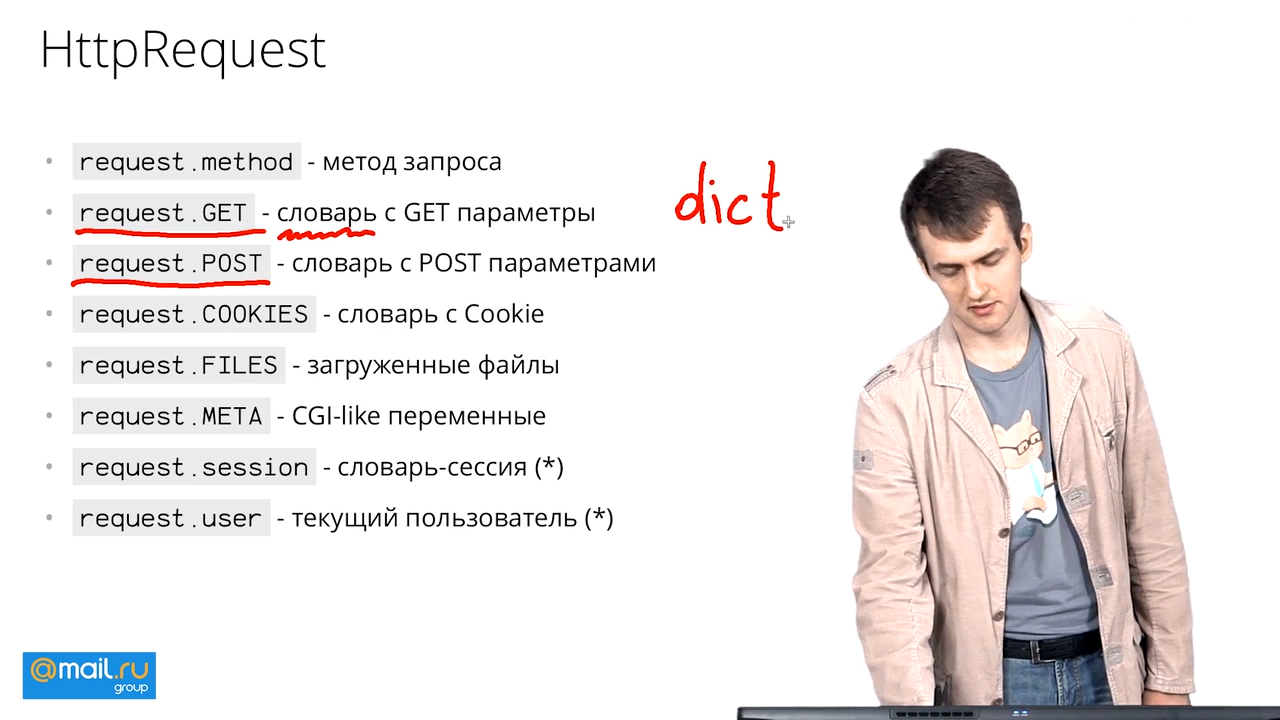 HttpRequest
• request.method - метод запроса
• request.GET - словарь с GET параметры
dict
• request.POST - словарь с POST параметрами
• request.COOKIES - словарь с Cookie
• request.FILES - загруженные файлы
• request.META - CGI-like переменные
• request.session - словарь-сессия (*)
• request.user - текущий пользователь (*)
@mail.ru
group